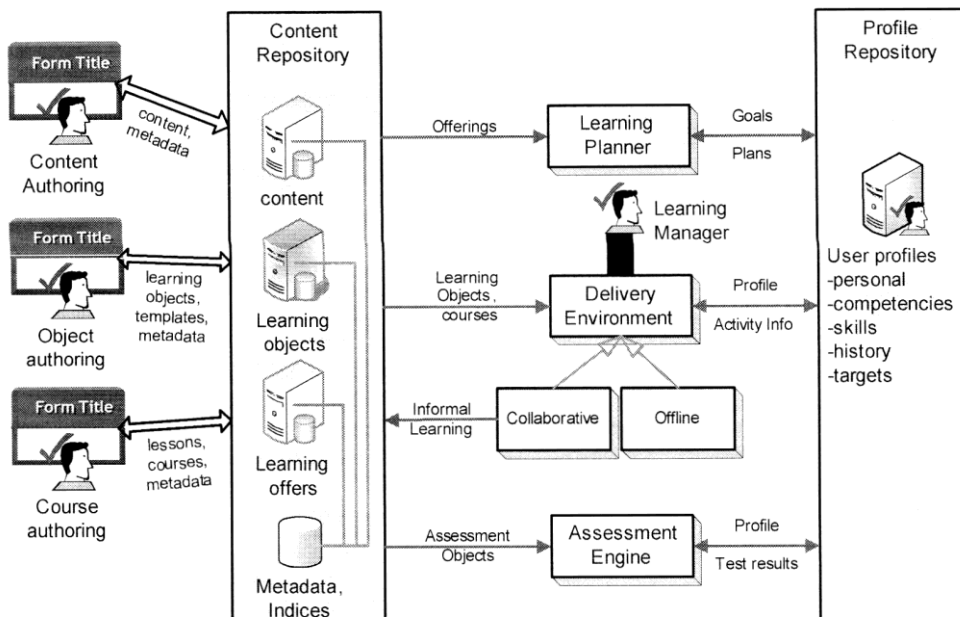 Form Title
Content
Authoring
content,
metadata
Form Title
Object
authoring
learning
objects,
templates,
metadata
Form Title
Course
authoring
lessons,
courses,
metadata
Content
Repository
content
Learning
objects
Learning
offers
Metadata,
Indices
Offerings
Learning
Planner
Goals
Plans
Learning
Manager
Learning
Objects,
courses
Delivery
Environment
Profile
Activity Info
Informal
Learning
Collaborative
Offline
Assessment
Objects
Assessment
Engine
Profile
Test results
Profile
Repository
User profiles
-personal
-competencies
-skills
-history
-targets